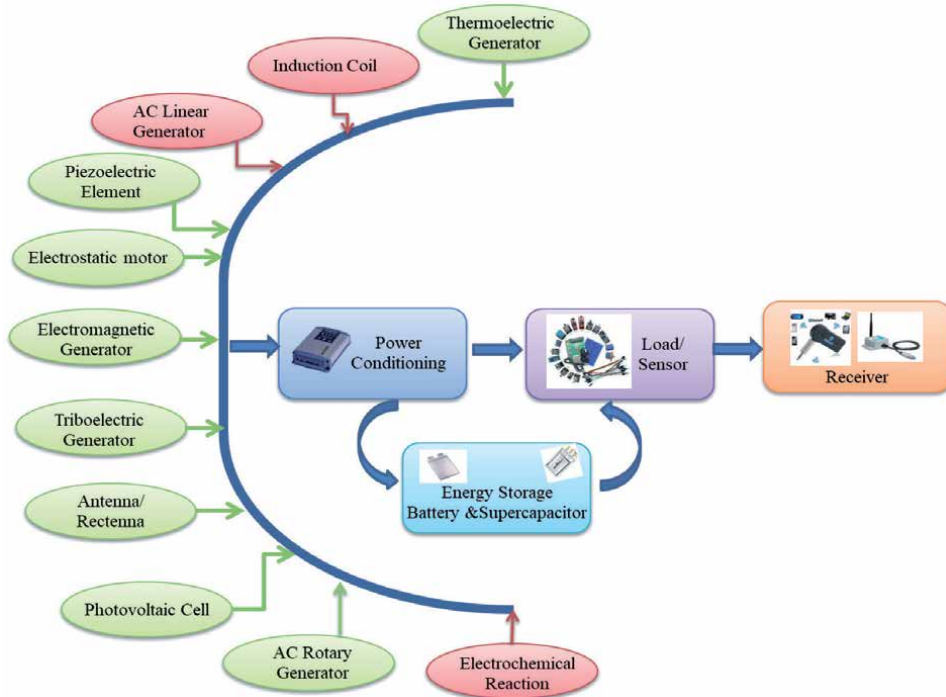 Thermoelectric
Generator
Induction Coil
AC Linear
Generator
Piezoelectric
Element
Electrostatic motor
Electromagnetic
Generator
Triboelectric
Generator
Antenna/
Rectenna
Photovoltaic Cell
AC Rotary
Generator
Electrochemical
Reaction
Power
Conditioning
Load/
Sensor
Receiver
Energy Storage
Battery &Supercapacitor